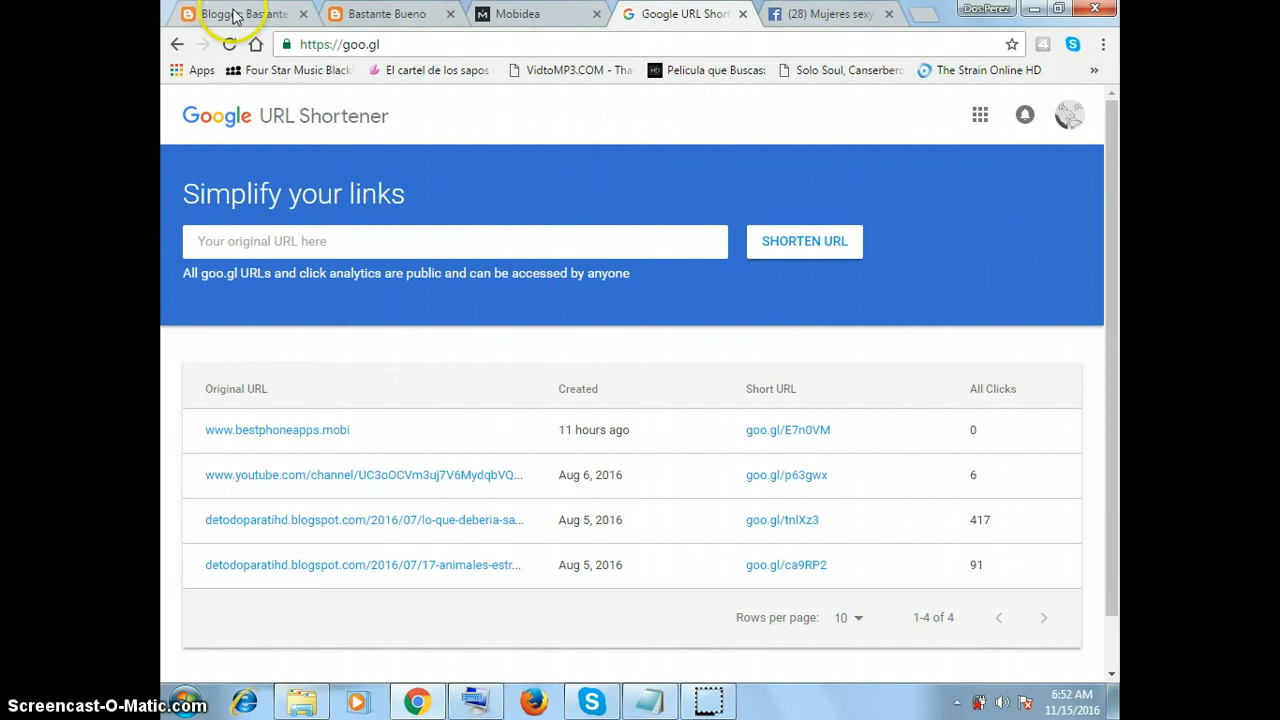 Blogger: Bastante
Bastante Bueno
Mobidea
Google URL Short
(28) Mujeres sexy
Dos Perez
https://goo.gl
Apps
Four Star Music Black
El cartel de los sapos
VidtoMP3.COM - Tha
Pelicula que Buscas:
Solo Soul, Canserbero
The Strain Online HD
»
Google URL Shortener
Simplify your links
Your original URL here
SHORTEN URL
All goo.gl URLs and click analytics are public and can be accessed by anyone
Original URL Created Short URL All Clicks
www.bestphoneapps.mobi 11 hours ago goo.gl/E7n0VM 0
www.youtube.com/channel/UC3oOCVm3uj7V6MydqbVQ... Aug 6, 2016 goo.gl/p63gwx 6
detodoparatihd.blogspot.com/2016/07/lo-que-deberia-sa... Aug 5, 2016 goo.gl/tnlXz3 417
detodoparatihd.blogspot.com/2016/07/17-animales-estr... Aug 5, 2016 goo.gl/ca9RP2 91
Rows per page: 10 1-4 of 4
6:52 AM
11/15/2016
Screencast-O-Matic.com